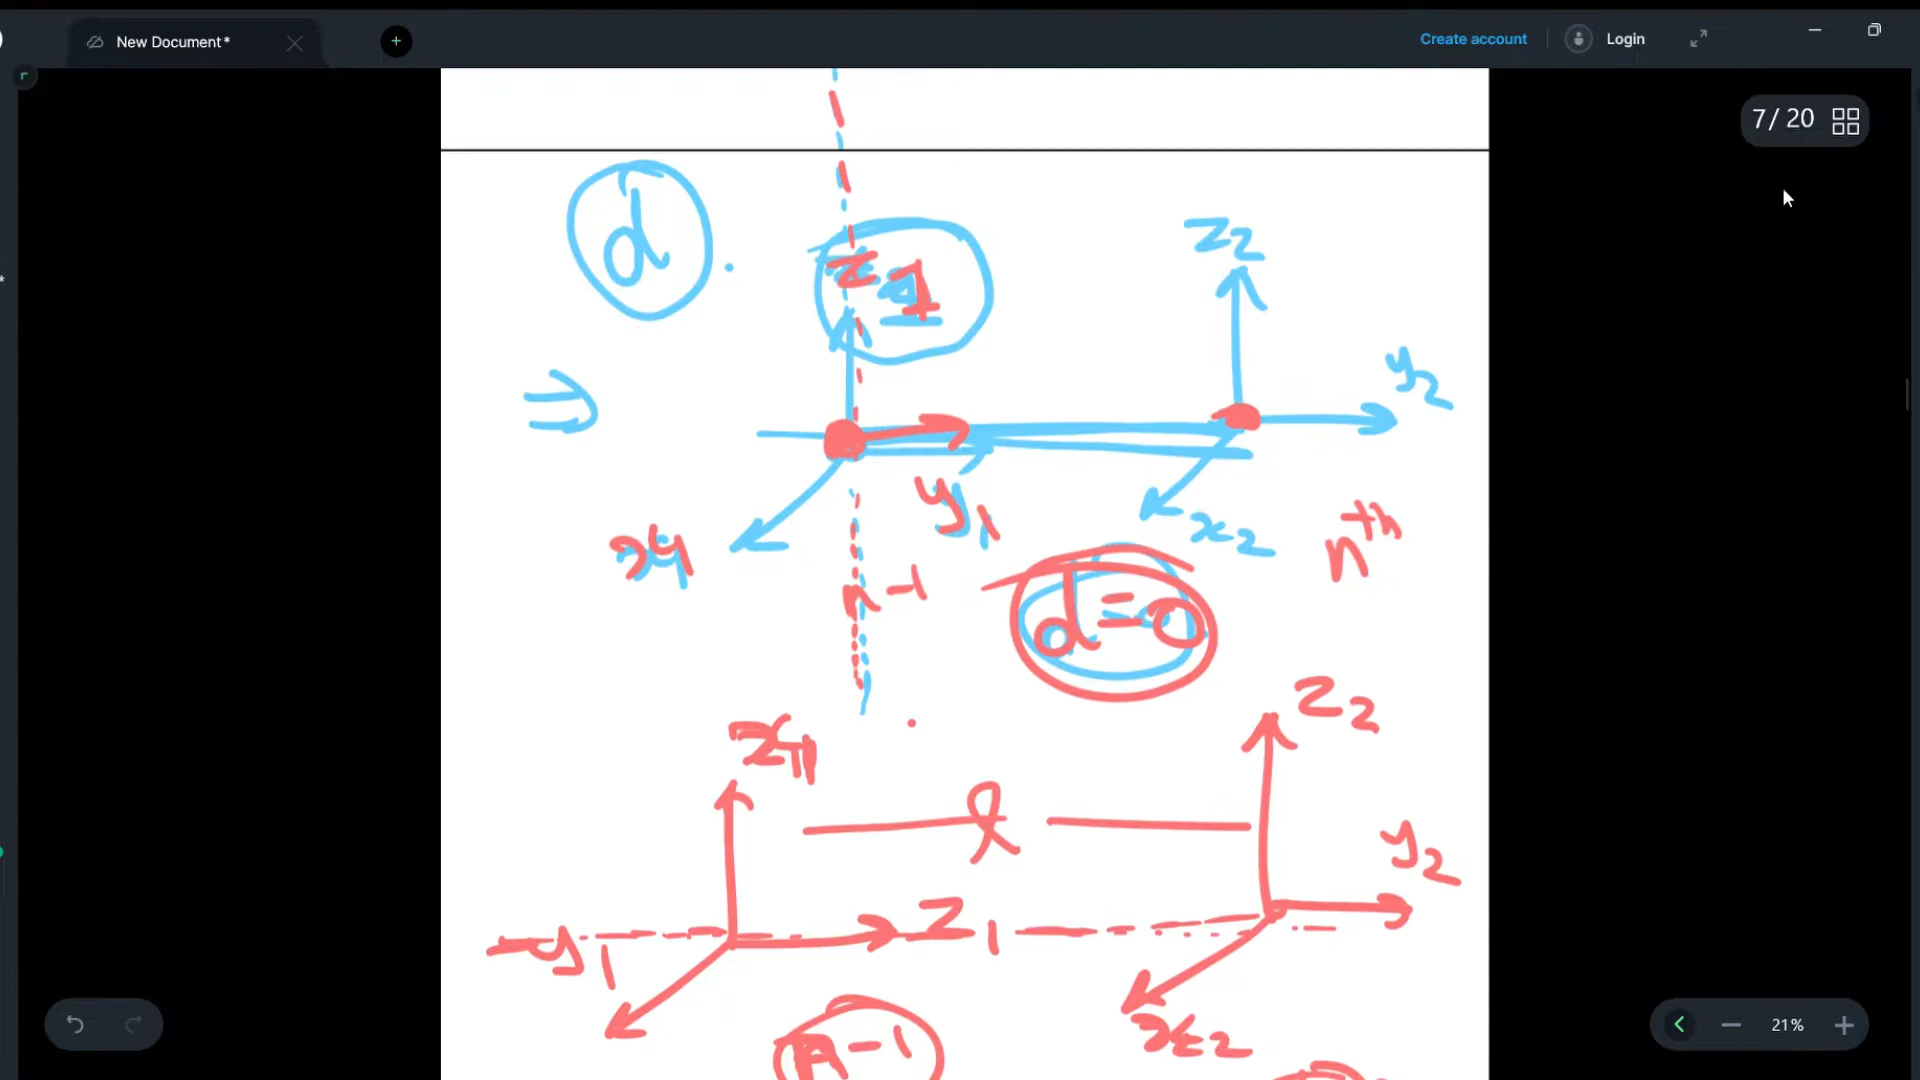 New Document*
Create account
Login
7/ 20
d
z1
z2
y2
y1
x1
x2
nth
n-1
d=0
z2
x1
l
y2
z1
y1
n-1
x2
21%